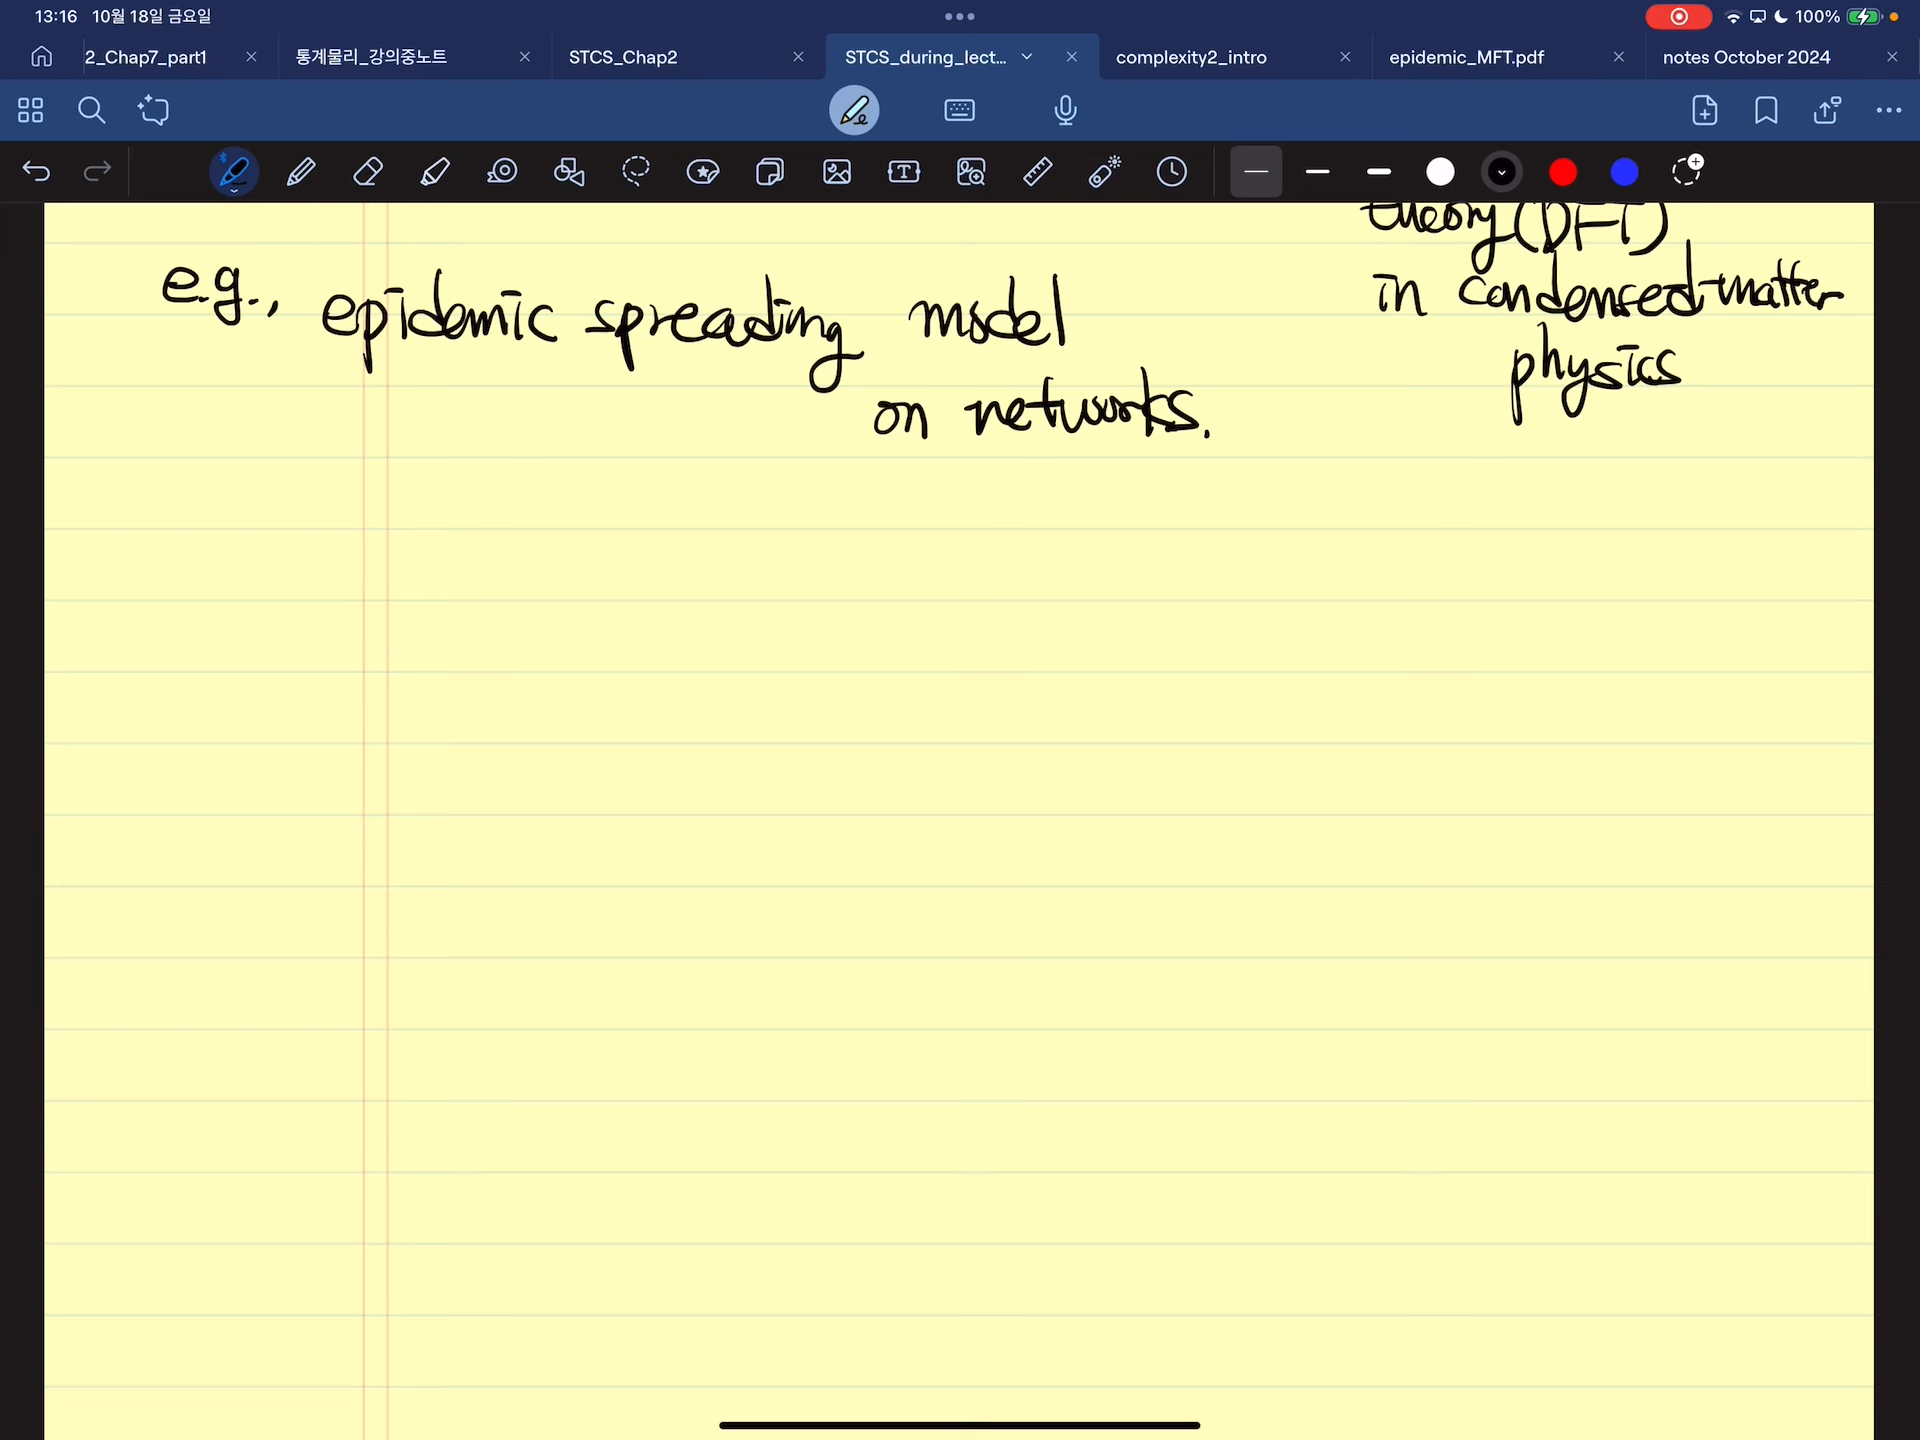 13:16 10월 18일 금요일
100%
2_Chap7_part1
통계물리_강의중노트
STCS_Chap2
STCS_during_lect...
complexity2_intro
epidemic_MFT.pdf
notes October 2024
theory (DFT)
in condensed-matter
physics
e.g., epidemic spreading model
on networks.